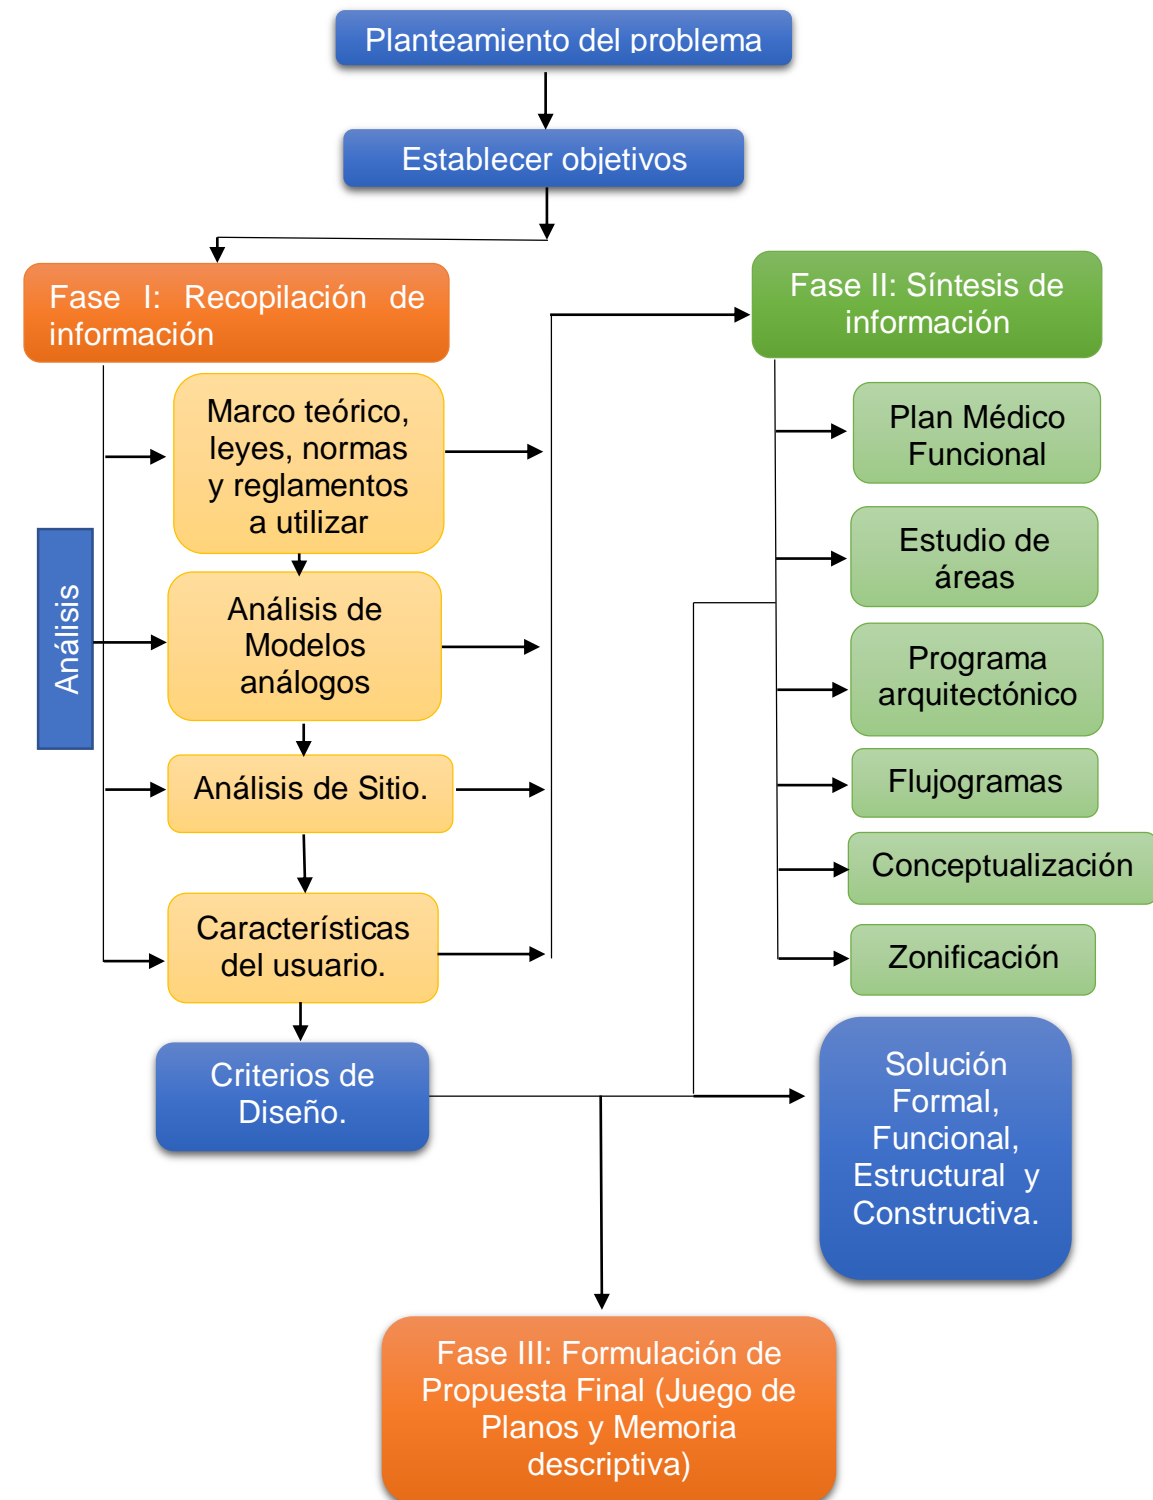 Planteamiento del problema
Establecer objetivos
Fase I: Recopilación de
información
Análisis
Marco teórico,
leyes, normas
y reglamentos
a utilizar
Análisis de
Modelos
análogos
Análisis de Sitio.
Características
del usuario.
Criterios de
Diseño.
Fase II: Síntesis de
información
Plan Médico
Funcional
Estudio de
áreas
Programa
arquitectónico
Flujogramas
Conceptualización
Zonificación
Solución
Formal,
Funcional,
Estructural y
Constructiva.
Fase III: Formulación de
Propuesta Final (Juego de
Planos y Memoria
descriptiva)